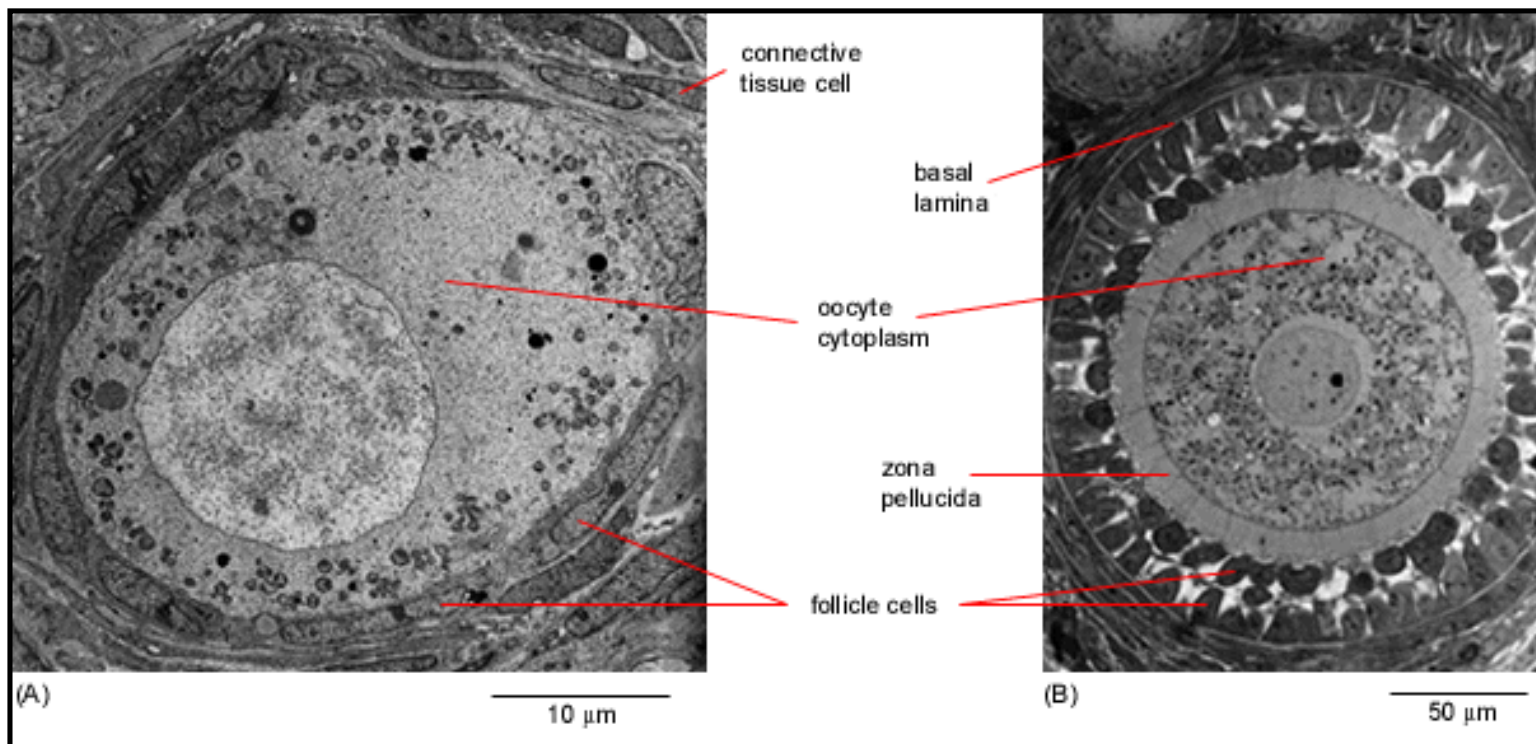 connective
tissue cell
basal
lamina
oocyte
cytoplasm
zona
pellucida
follicle cells
(A)
10 μm
(B)
50 μm